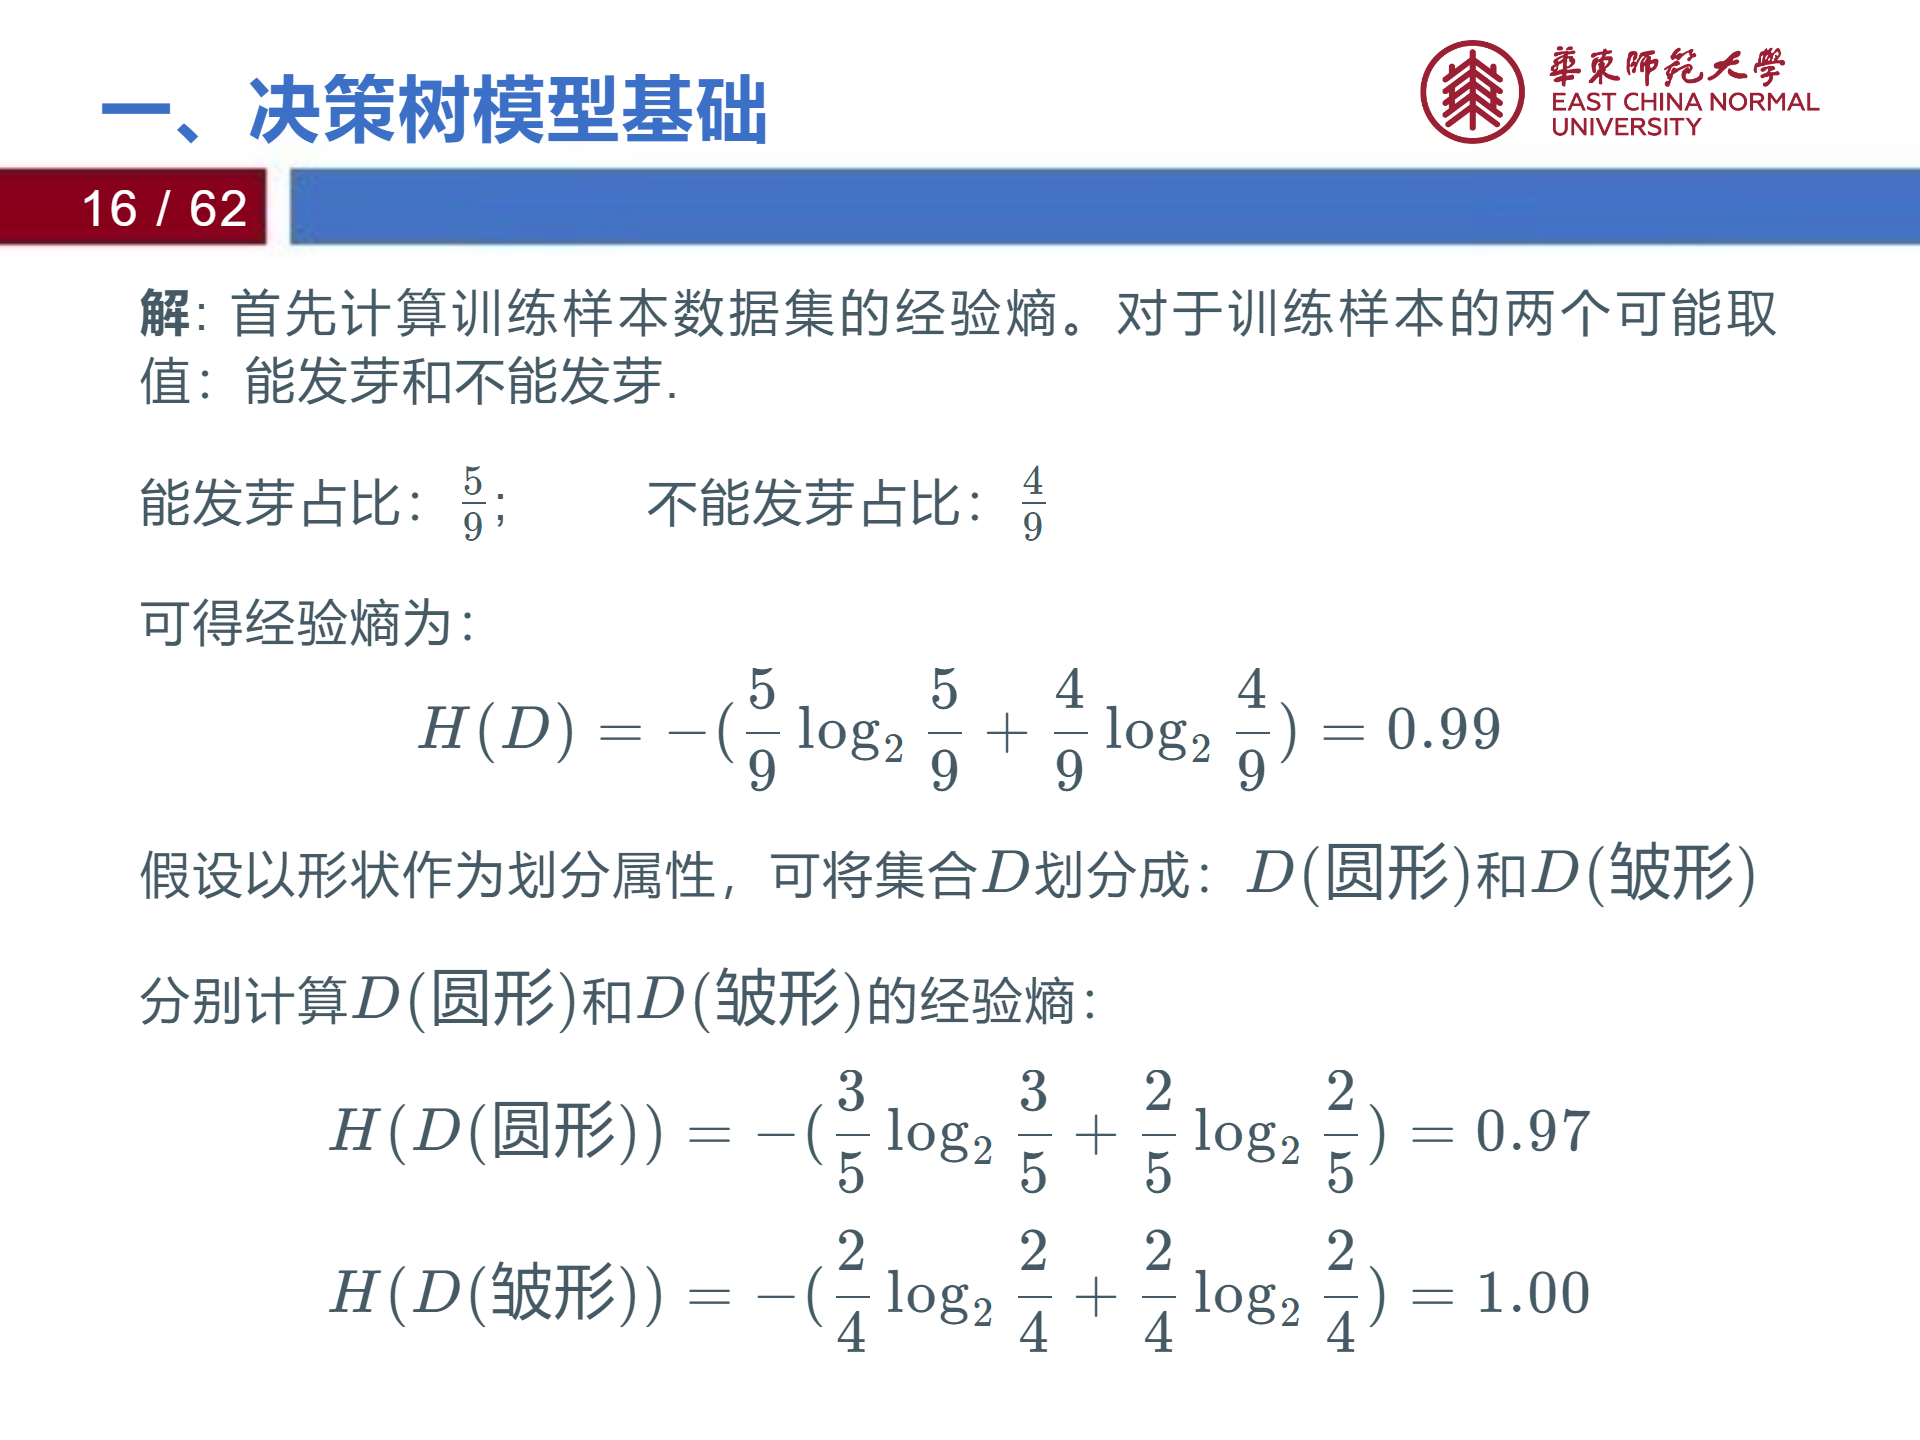 一、决策树模型基础
華東師範大學
EAST CHINA NORMAL
UNIVERSITY
16 / 62
解: 首先计算训练样本数据集的经验熵。对于训练样本的两个可能取
值：能发芽和不能发芽.
能发芽占比：5/9; 不能发芽占比：4/9
可得经验熵为：
H(D) = −(5/9 log₂ 5/9 + 4/9 log₂ 4/9) = 0.99
假设以形状作为划分属性，可将集合D划分成：D(圆形)和D(皱形)
分别计算D(圆形)和D(皱形)的经验熵：
H(D(圆形)) = −(3/5 log₂ 3/5 + 2/5 log₂ 2/5) = 0.97
H(D(皱形)) = −(2/4 log₂ 2/4 + 2/4 log₂ 2/4) = 1.00